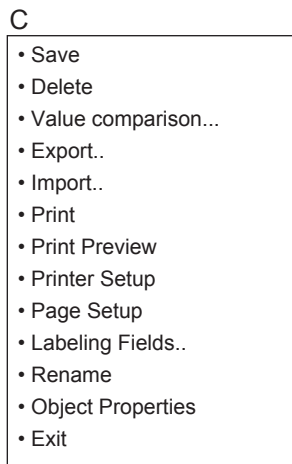 C
• Save
• Delete
• Value comparison...
• Export..
• Import..
• Print
• Print Preview
• Printer Setup
• Page Setup
• Labeling Fields..
• Rename
• Object Properties
• Exit